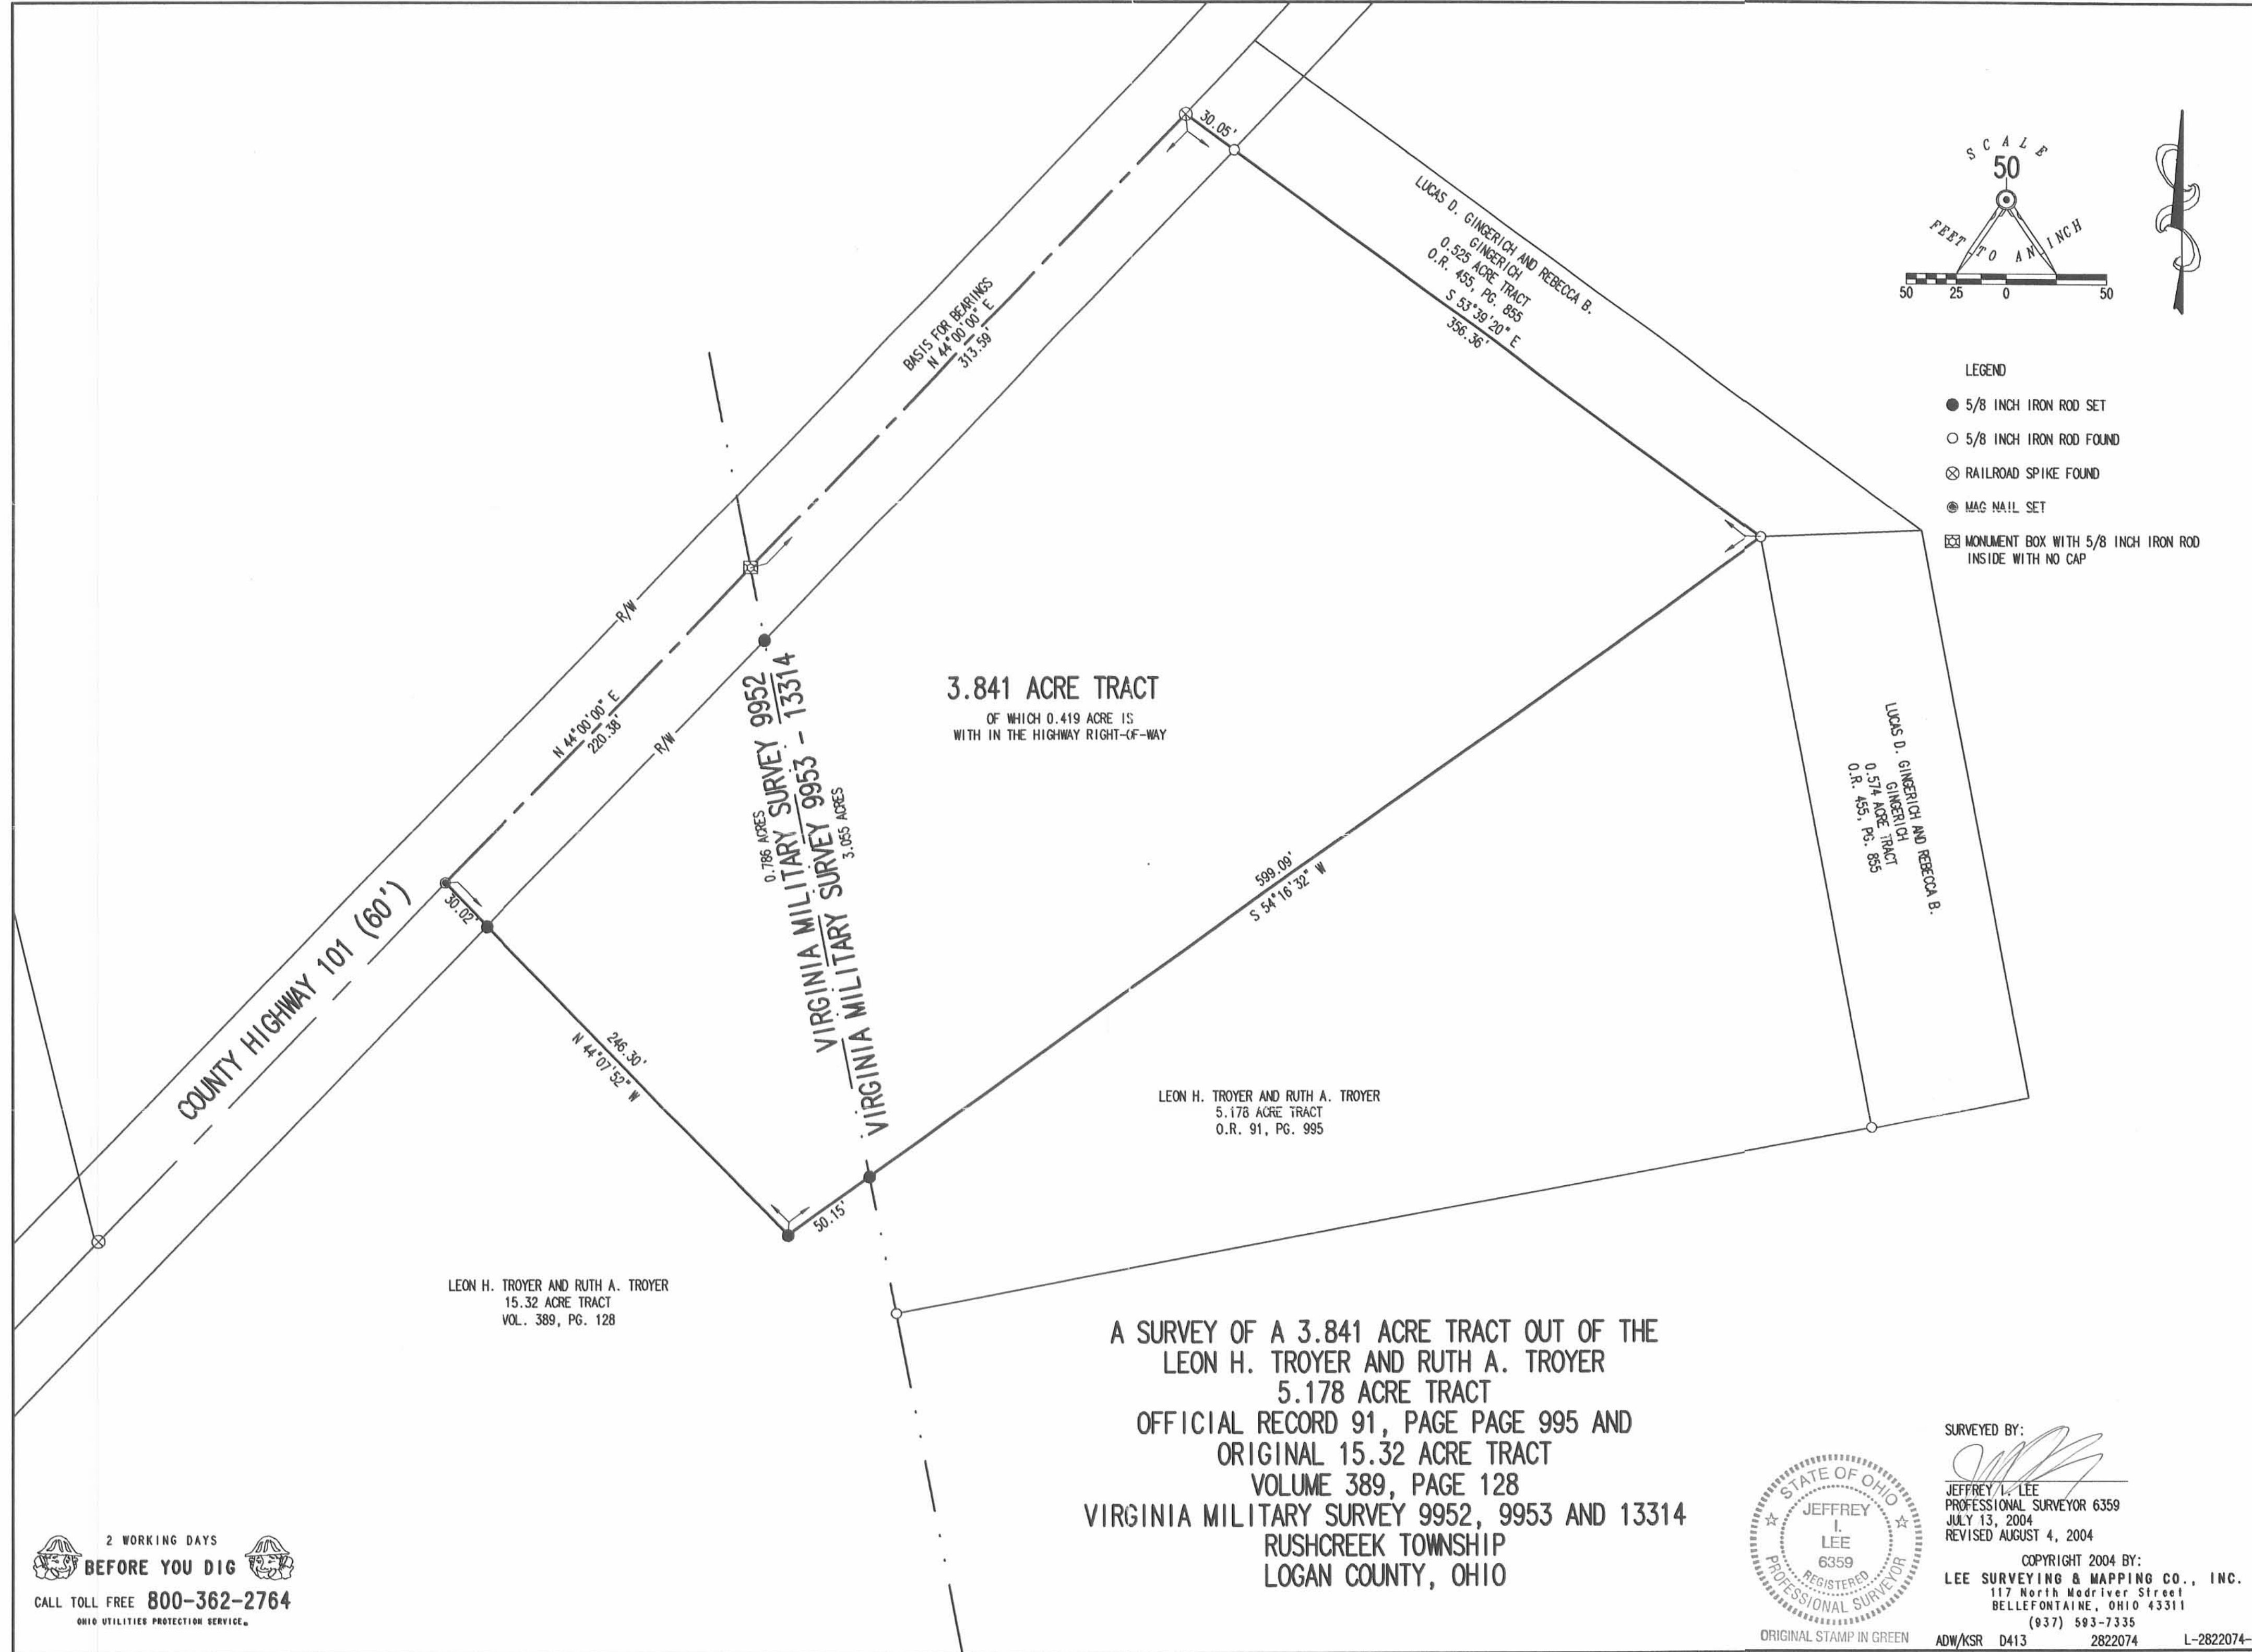 30.05'
LUCAS D. GINGERICH AND REBECCA B.
GINGERICH
0.525 ACRE TRACT
O.R. 455, PG. 855
S 53°39'20" E
356.36'
SCALE
50
FEET TO AN INCH
50 25 0 50
LEGEND
5/8 INCH IRON ROD SET
5/8 INCH IRON ROD FOUND
RAILROAD SPIKE FOUND
MAG NAIL SET
MONUMENT BOX WITH 5/8 INCH IRON ROD
INSIDE WITH NO CAP
BASIS FOR BEARINGS
N 44°00'00" E
313.59'
R/W
N 44°00'00" E
220.38'
R/W
3.841 ACRE TRACT
OF WHICH 0.419 ACRE IS
WITH IN THE HIGHWAY RIGHT-OF-WAY
0.786 ACRES
VIRGINIA MILITARY SURVEY 9952
VIRGINIA MILITARY SURVEY 9953 - 13314
3.055 ACRES
LUCAS D. GINGERICH AND REBECCA B.
GINGERICH
0.574 ACRE TRACT
O.R. 455, PG. 855
599.09'
S 54°16'32" W
COUNTY HIGHWAY 101 (60')
30.02'
246.30'
N 44°07'52" W
50.15'
LEON H. TROYER AND RUTH A. TROYER
5.178 ACRE TRACT
O.R. 91, PG. 995
LEON H. TROYER AND RUTH A. TROYER
15.32 ACRE TRACT
VOL. 389, PG. 128
A SURVEY OF A 3.841 ACRE TRACT OUT OF THE
LEON H. TROYER AND RUTH A. TROYER
5.178 ACRE TRACT
OFFICIAL RECORD 91, PAGE PAGE 995 AND
ORIGINAL 15.32 ACRE TRACT
VOLUME 389, PAGE 128
VIRGINIA MILITARY SURVEY 9952, 9953 AND 13314
RUSHCREEK TOWNSHIP
LOGAN COUNTY, OHIO
2 WORKING DAYS
BEFORE YOU DIG
CALL TOLL FREE 800-362-2764
OHIO UTILITIES PROTECTION SERVICE
STATE OF OHIO
JEFFREY
I.
LEE
6359
REGISTERED
PROFESSIONAL SURVEYOR
ORIGINAL STAMP IN GREEN
SURVEYED BY:
JEFFREY I. LEE
PROFESSIONAL SURVEYOR 6359
JULY 13, 2004
REVISED AUGUST 4, 2004
COPYRIGHT 2004 BY:
LEE SURVEYING & MAPPING CO., INC.
117 North Madriver Street
BELLEFONTAINE, OHIO 43311
(937) 593-7335
ADW/KSR D413 2822074 L-2822074-